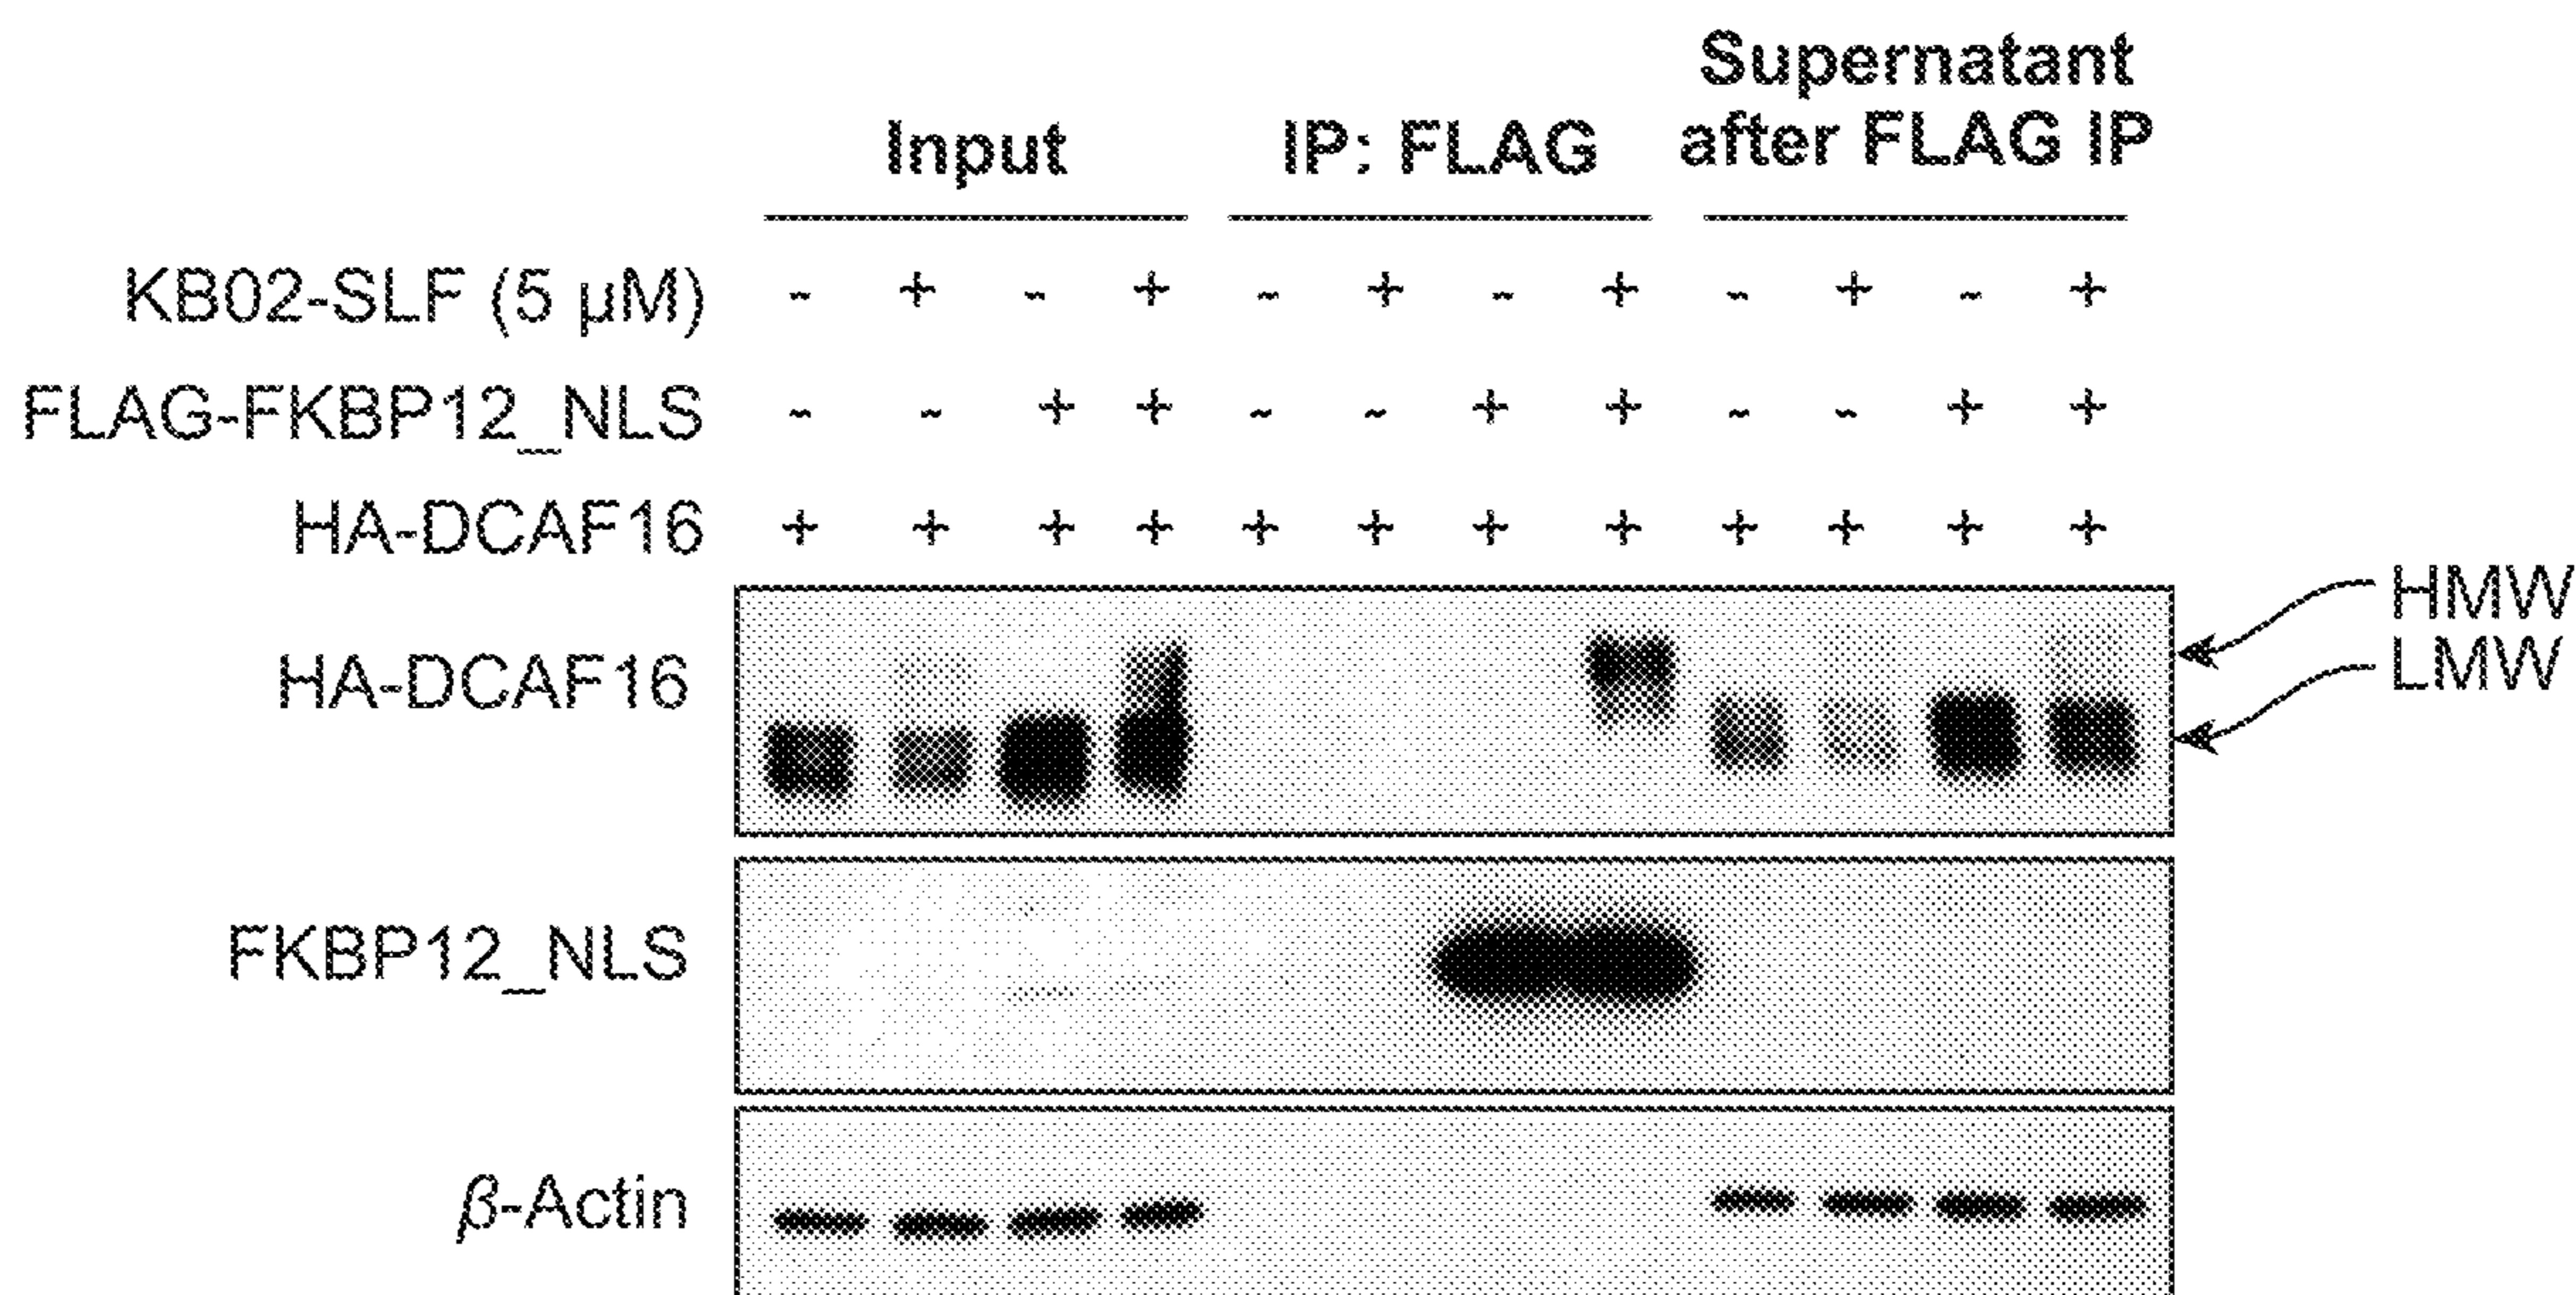 Supernatant
Input IP: FLAG after FLAG IP
KB02-SLF (5 μM) - + - + - + - + - + - +
FLAG-FKBP12_NLS - - + + - - + + - - + +
HA-DCAF16 + + + + + + + + + + + +
HMW
HA-DCAF16 LMW
FKBP12_NLS
β-Actin